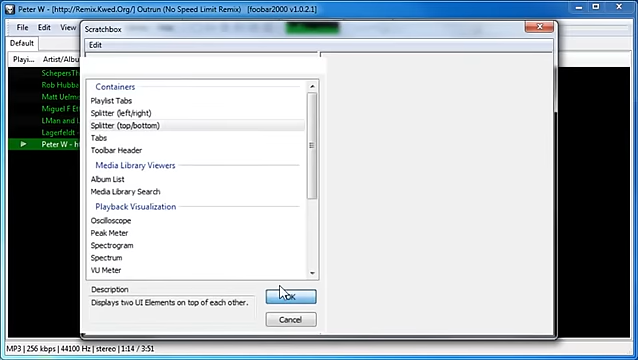 Peter W - [http://Remix.Kwed.Org/] Outrun (No Speed Limit Remix) [foobar2000 v1.0.2.1]
File Edit View
Default
Playi... Artist/Albu
SchepersTh
Rob Hubba
Matt Uelme
Miguel F E
LMan and L
Lagerfeldt -
Peter W - h
Scratchbox
Edit
Containers
Playlist Tabs
Splitter (left/right)
Splitter (top/bottom)
Tabs
Toolbar Header
Media Library Viewers
Album List
Media Library Search
Playback Visualization
Oscilloscope
Peak Meter
Spectrogram
Spectrum
VU Meter
Description
Displays two UI Elements on top of each other.
OK
Cancel
MP3 | 256 kbps | 44100 Hz | stereo | 1:14 / 3:51